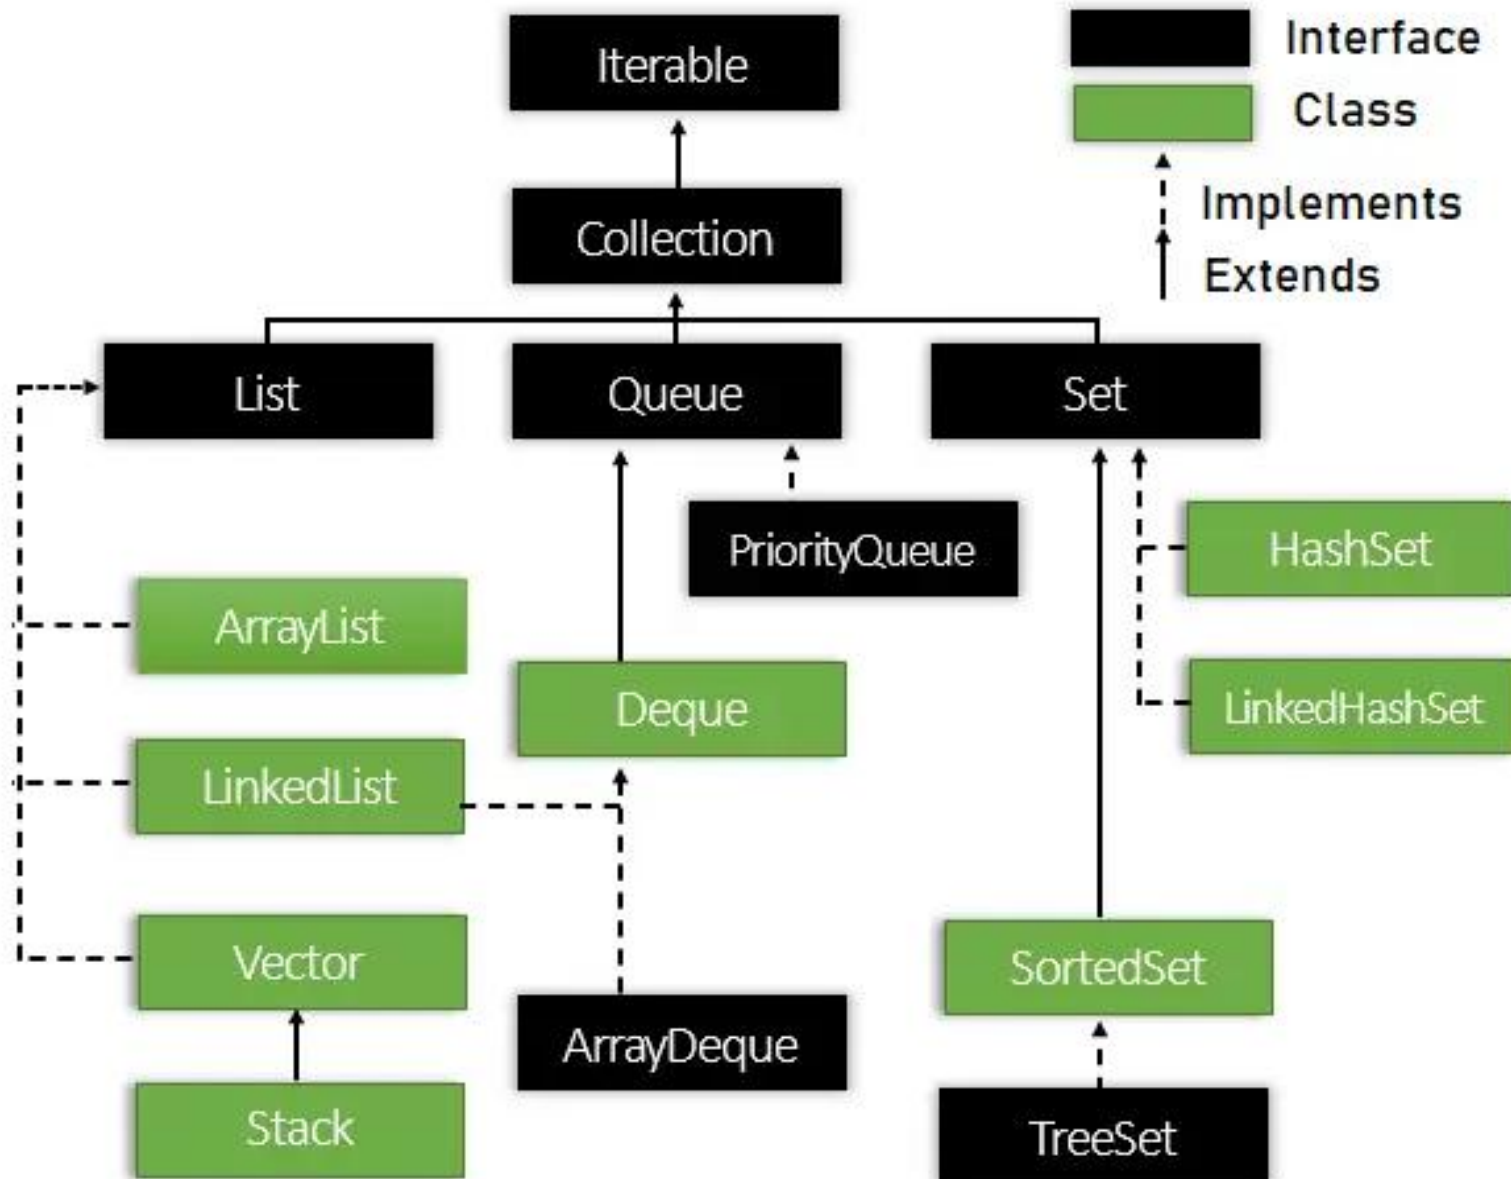 Iterable
Interface
Class
Implements
Extends
Collection
List
Queue
Set
PriorityQueue
HashSet
ArrayList
Deque
LinkedHashSet
LinkedList
Vector
SortedSet
ArrayDeque
Stack
TreeSet